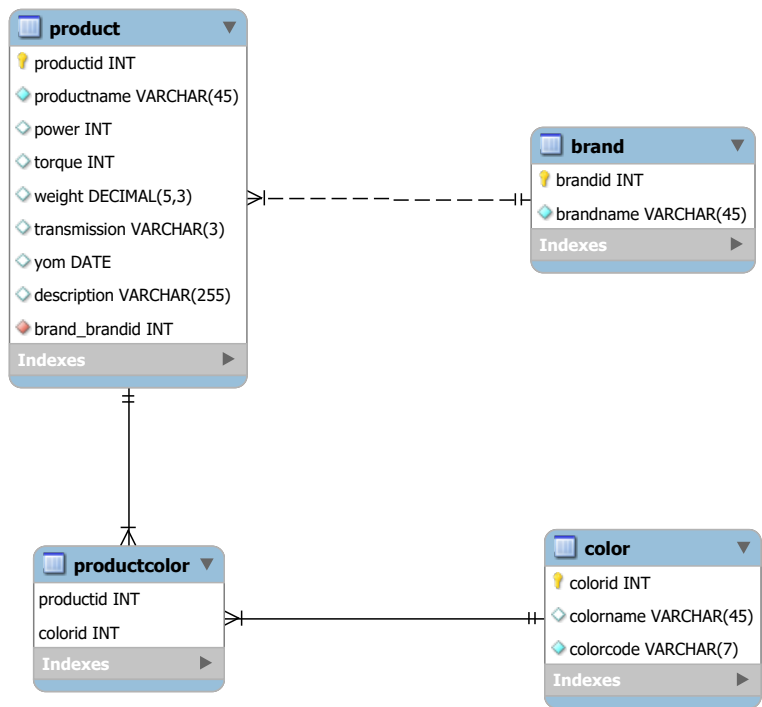 product
productid INT
productname VARCHAR(45)
power INT
torque INT
weight DECIMAL(5,3)
transmission VARCHAR(3)
yom DATE
description VARCHAR(255)
brand_brandid INT
Indexes
brand
brandid INT
brandname VARCHAR(45)
Indexes
productcolor
productid INT
colorid INT
Indexes
color
colorid INT
colorname VARCHAR(45)
colorcode VARCHAR(7)
Indexes